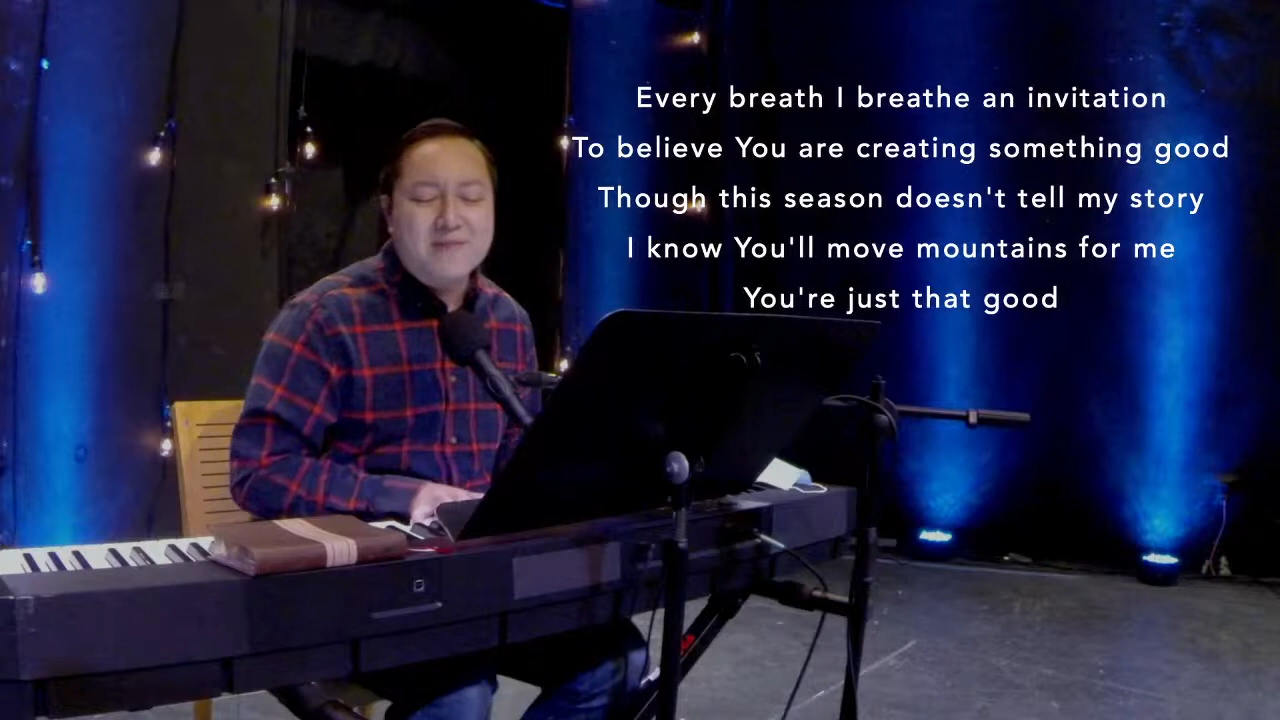 Every breath I breathe an invitation
To believe You are creating something good
Though this season doesn't tell my story
I know You'll move mountains for me
You're just that good